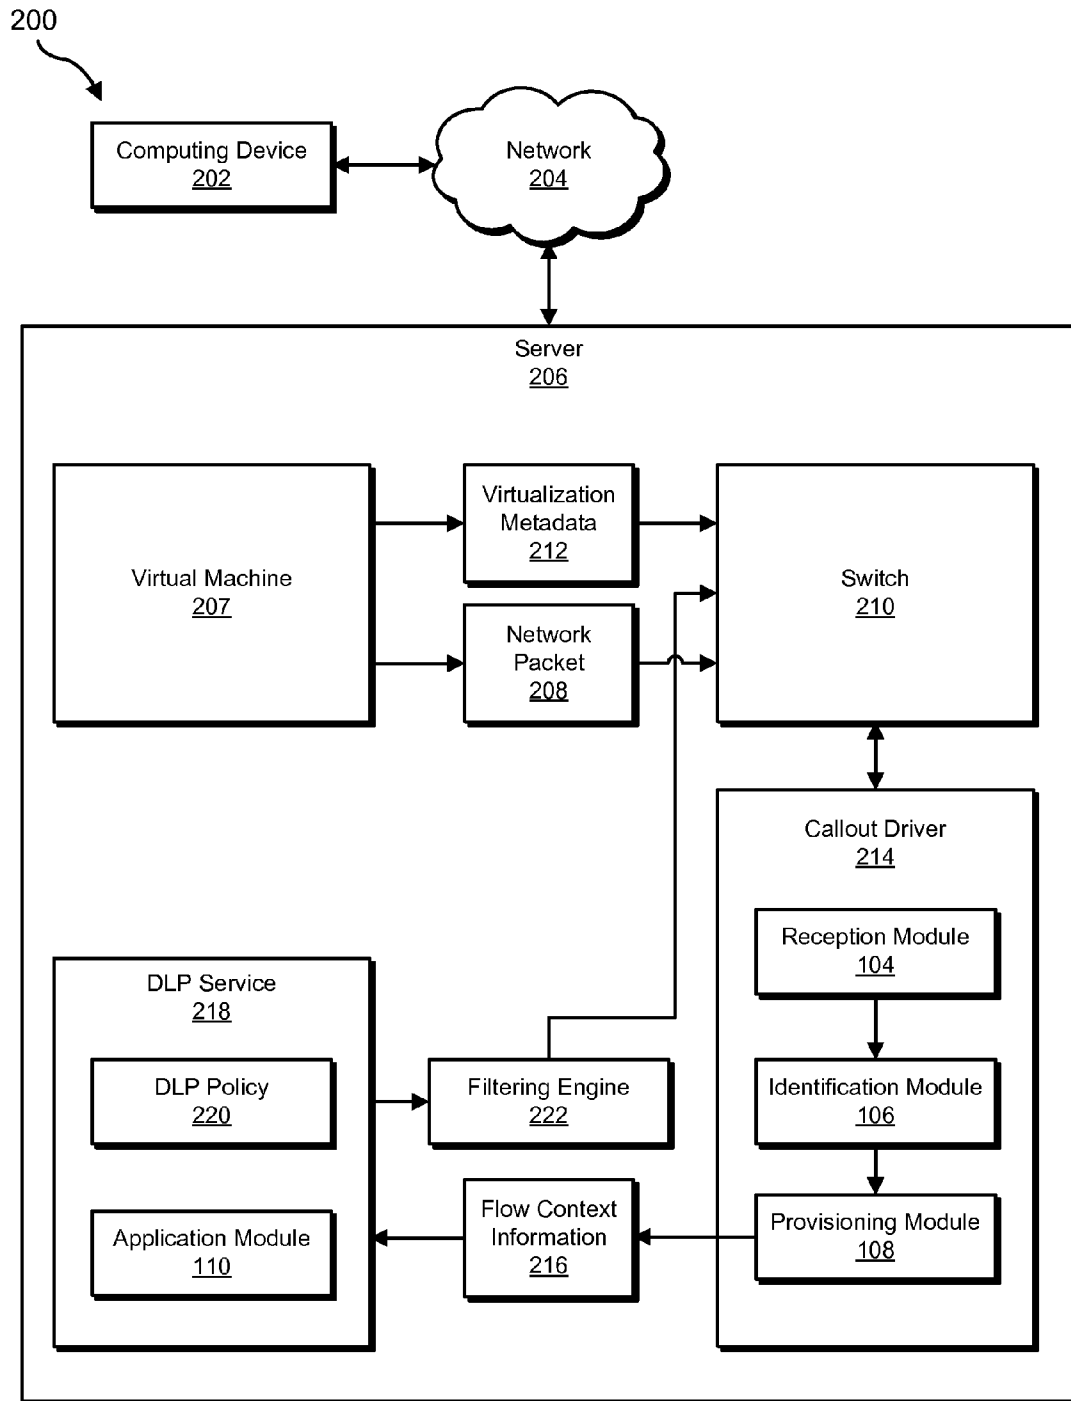 200
Computing Device
202
Network
204
Server
206
Virtual Machine
207
Virtualization
Metadata
212
Network
Packet
208
Switch
210
Callout Driver
214
Reception Module
104
Identification Module
106
Provisioning Module
108
DLP Service
218
DLP Policy
220
Application Module
110
Filtering Engine
222
Flow Context
Information
216